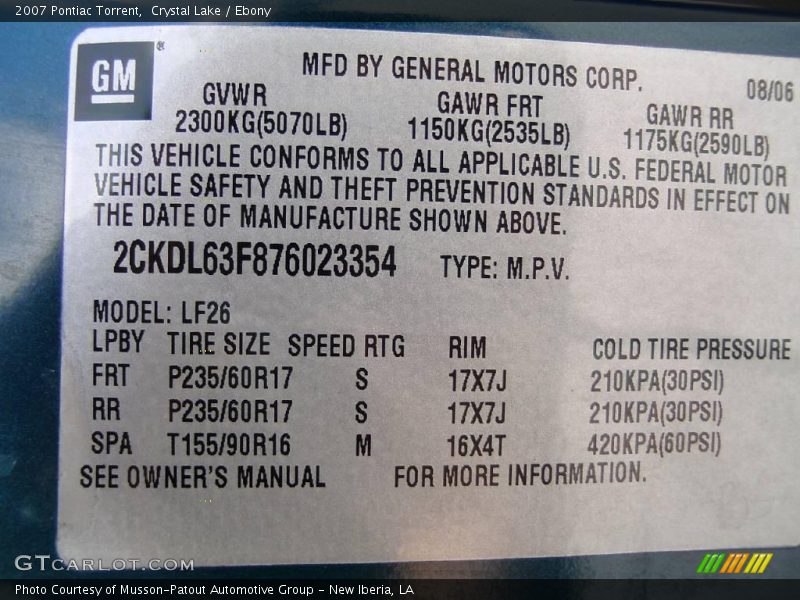 2007 Pontiac Torrent, Crystal Lake / Ebony
GM®
MFD BY GENERAL MOTORS CORP.
08/06
GVWR GAWR FRT GAWR RR
2300KG(5070LB) 1150KG(2535LB) 1175KG(2590LB)
THIS VEHICLE CONFORMS TO ALL APPLICABLE U.S. FEDERAL MOTOR
VEHICLE SAFETY AND THEFT PREVENTION STANDARDS IN EFFECT ON
THE DATE OF MANUFACTURE SHOWN ABOVE.
2CKDL63F876023354 TYPE: M.P.V.
MODEL: LF26
LPBY TIRE SIZE SPEED RTG RIM COLD TIRE PRESSURE
FRT P235/60R17 S 17X7J 210KPA(30PSI)
RR P235/60R17 S 17X7J 210KPA(30PSI)
SPA T155/90R16 M 16X4T 420KPA(60PSI)
SEE OWNER'S MANUAL FOR MORE INFORMATION.
GTCARLOT.COM
Photo Courtesy of Musson-Patout Automotive Group - New Iberia, LA